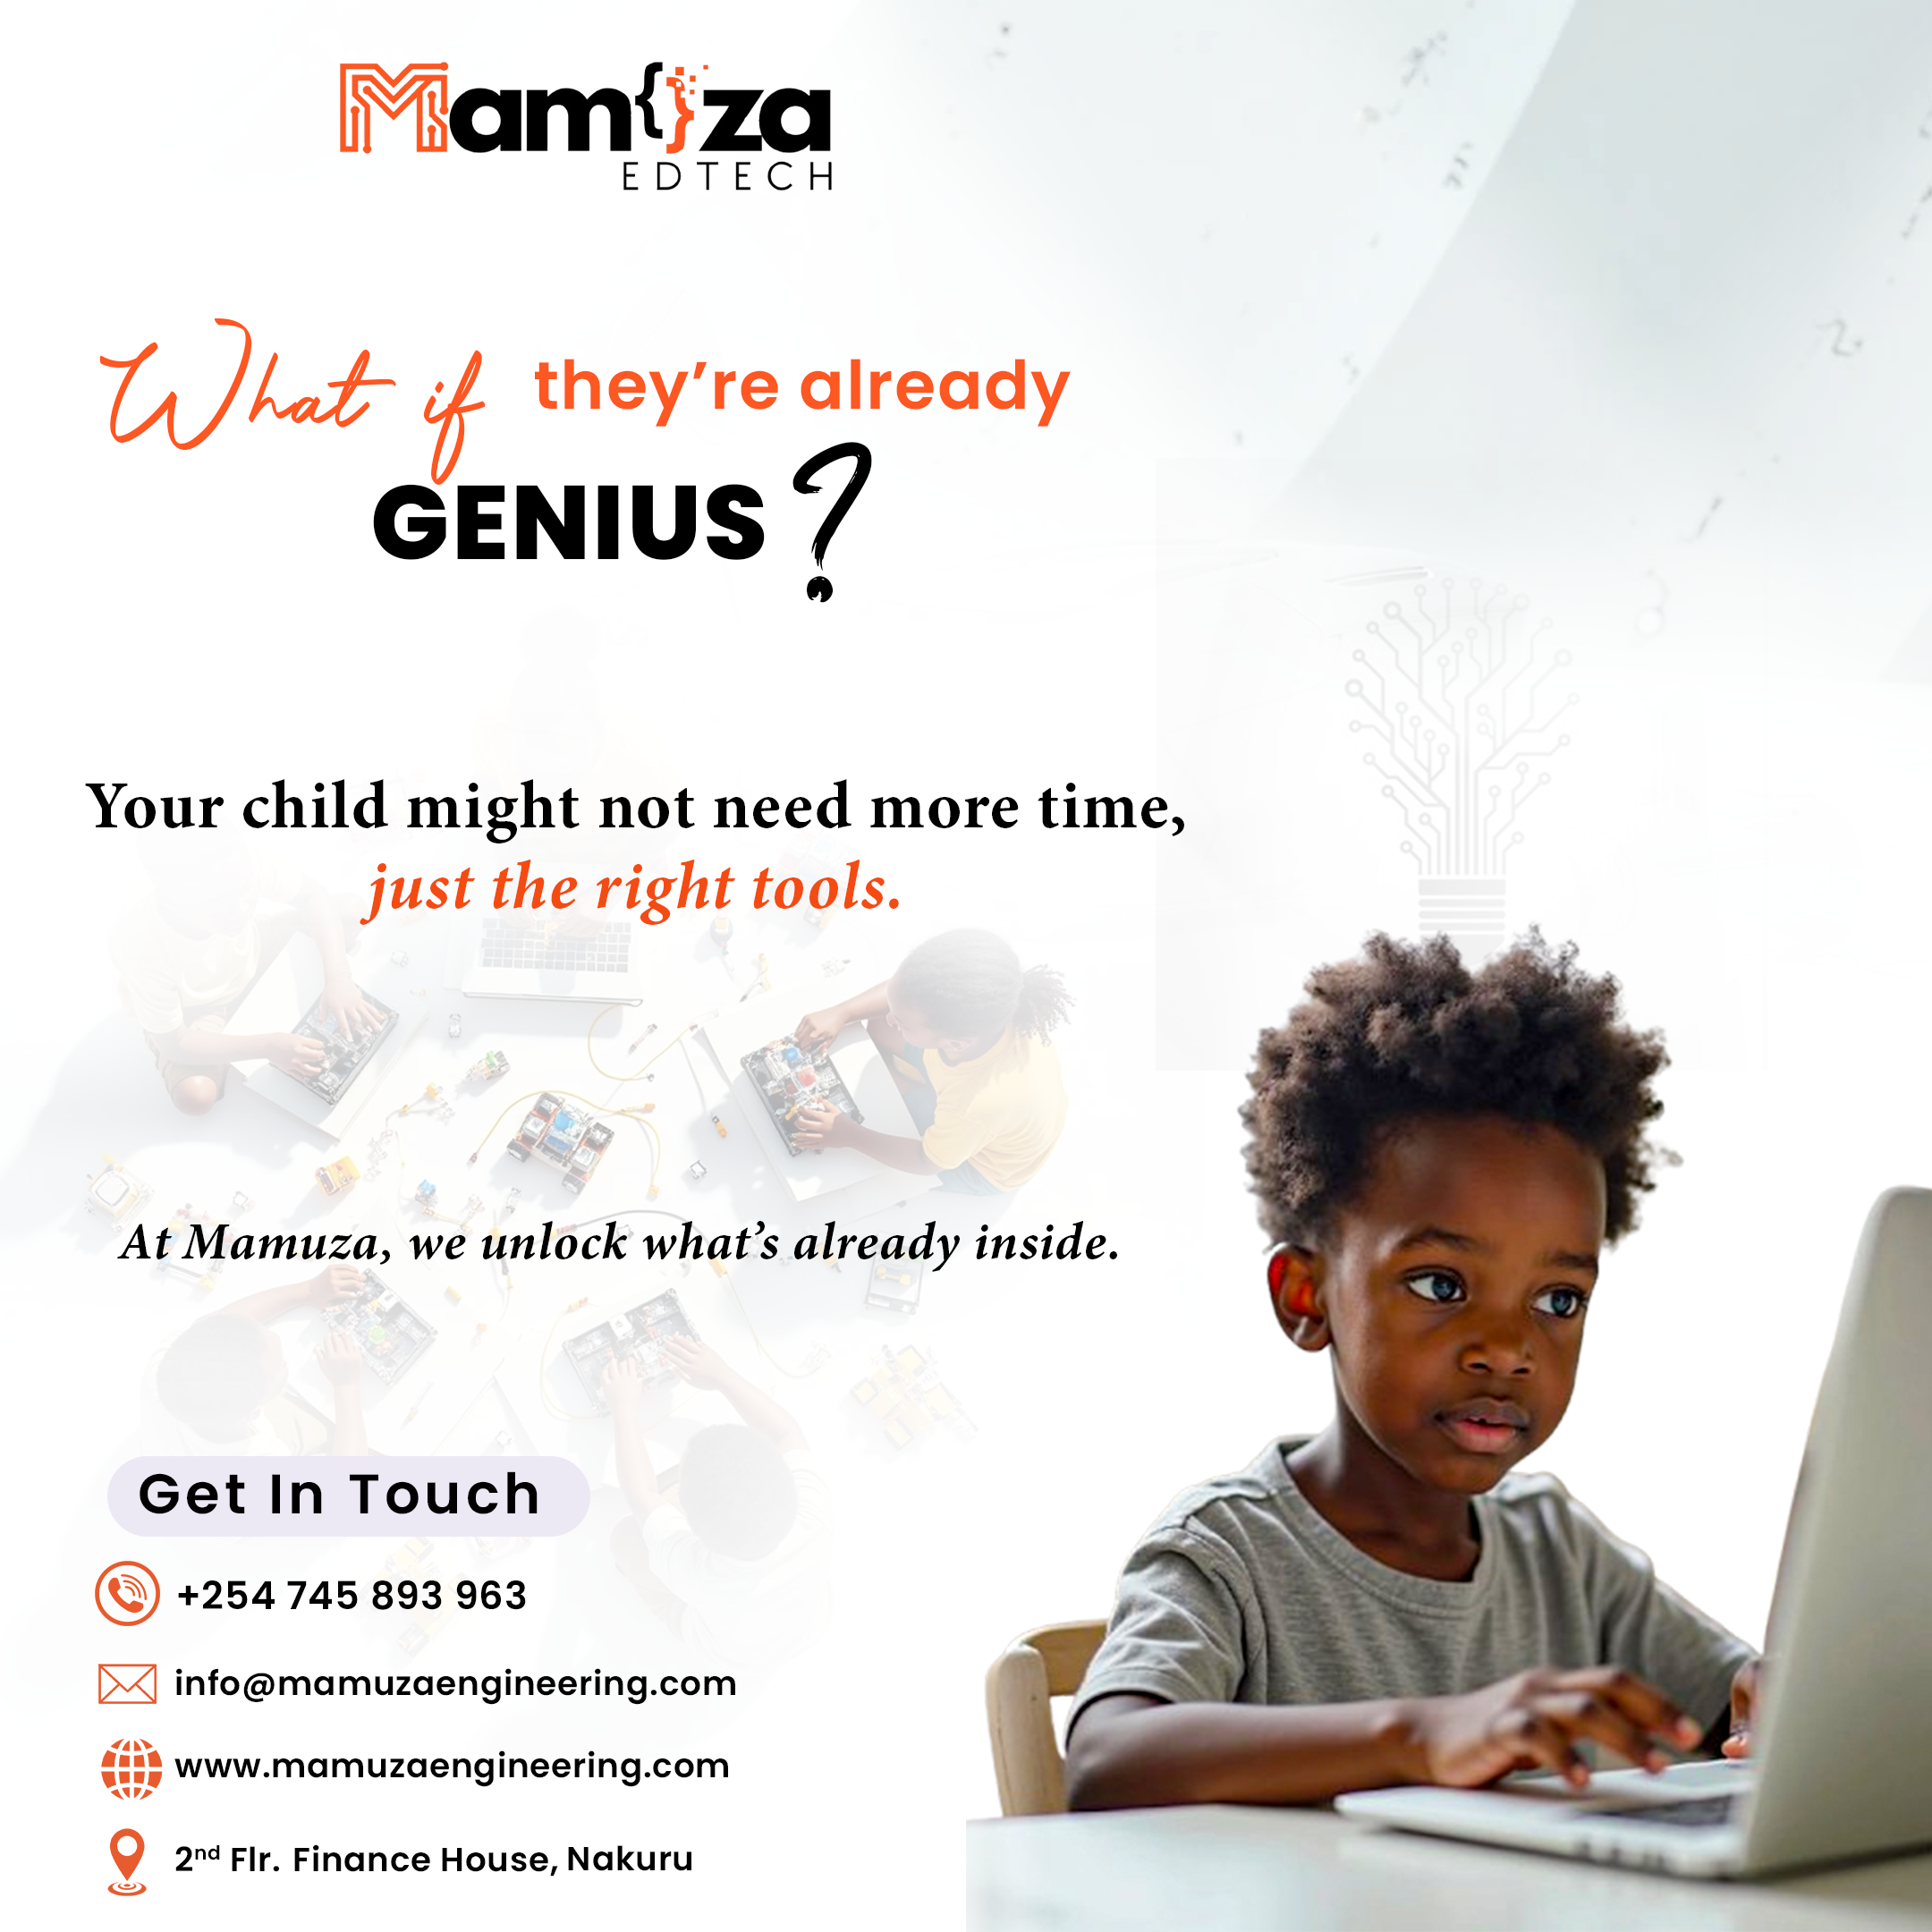 Mamuza
EDTECH
What if they're already
GENIUS?
Your child might not need more time,
just the right tools.
At Mamuza, we unlock what's already inside.
Get In Touch
+254 745 893 963
info@mamuzaengineering.com
www.mamuzaengineering.com
2nd Flr. Finance House, Nakuru